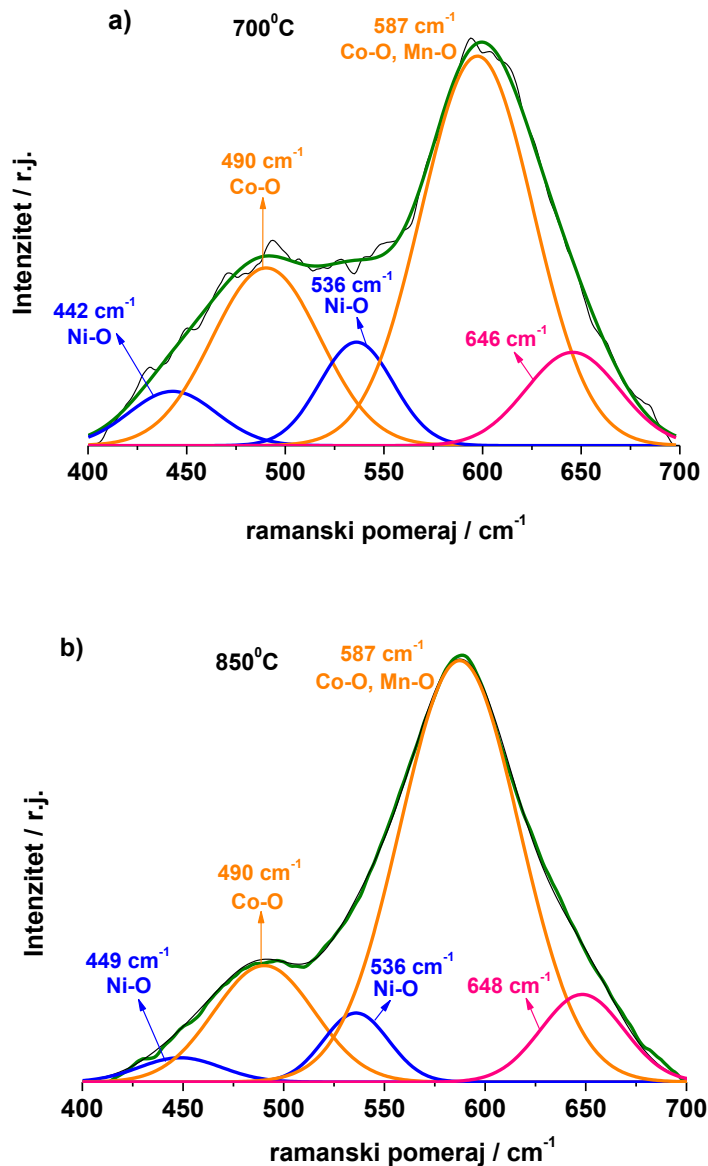 a)
700⁰C
587 cm⁻¹
Co-O, Mn-O
490 cm⁻¹
Co-O
536 cm⁻¹
Ni-O
442 cm⁻¹
Ni-O
646 cm⁻¹
Intenzitet / r.j.
400 450 500 550 600 650 700
ramanski pomeraj / cm⁻¹
b)
850⁰C
587 cm⁻¹
Co-O, Mn-O
490 cm⁻¹
Co-O
449 cm⁻¹
Ni-O
536 cm⁻¹
Ni-O
648 cm⁻¹
Intenzitet / r.j.
400 450 500 550 600 650 700
ramanski pomeraj / cm⁻¹